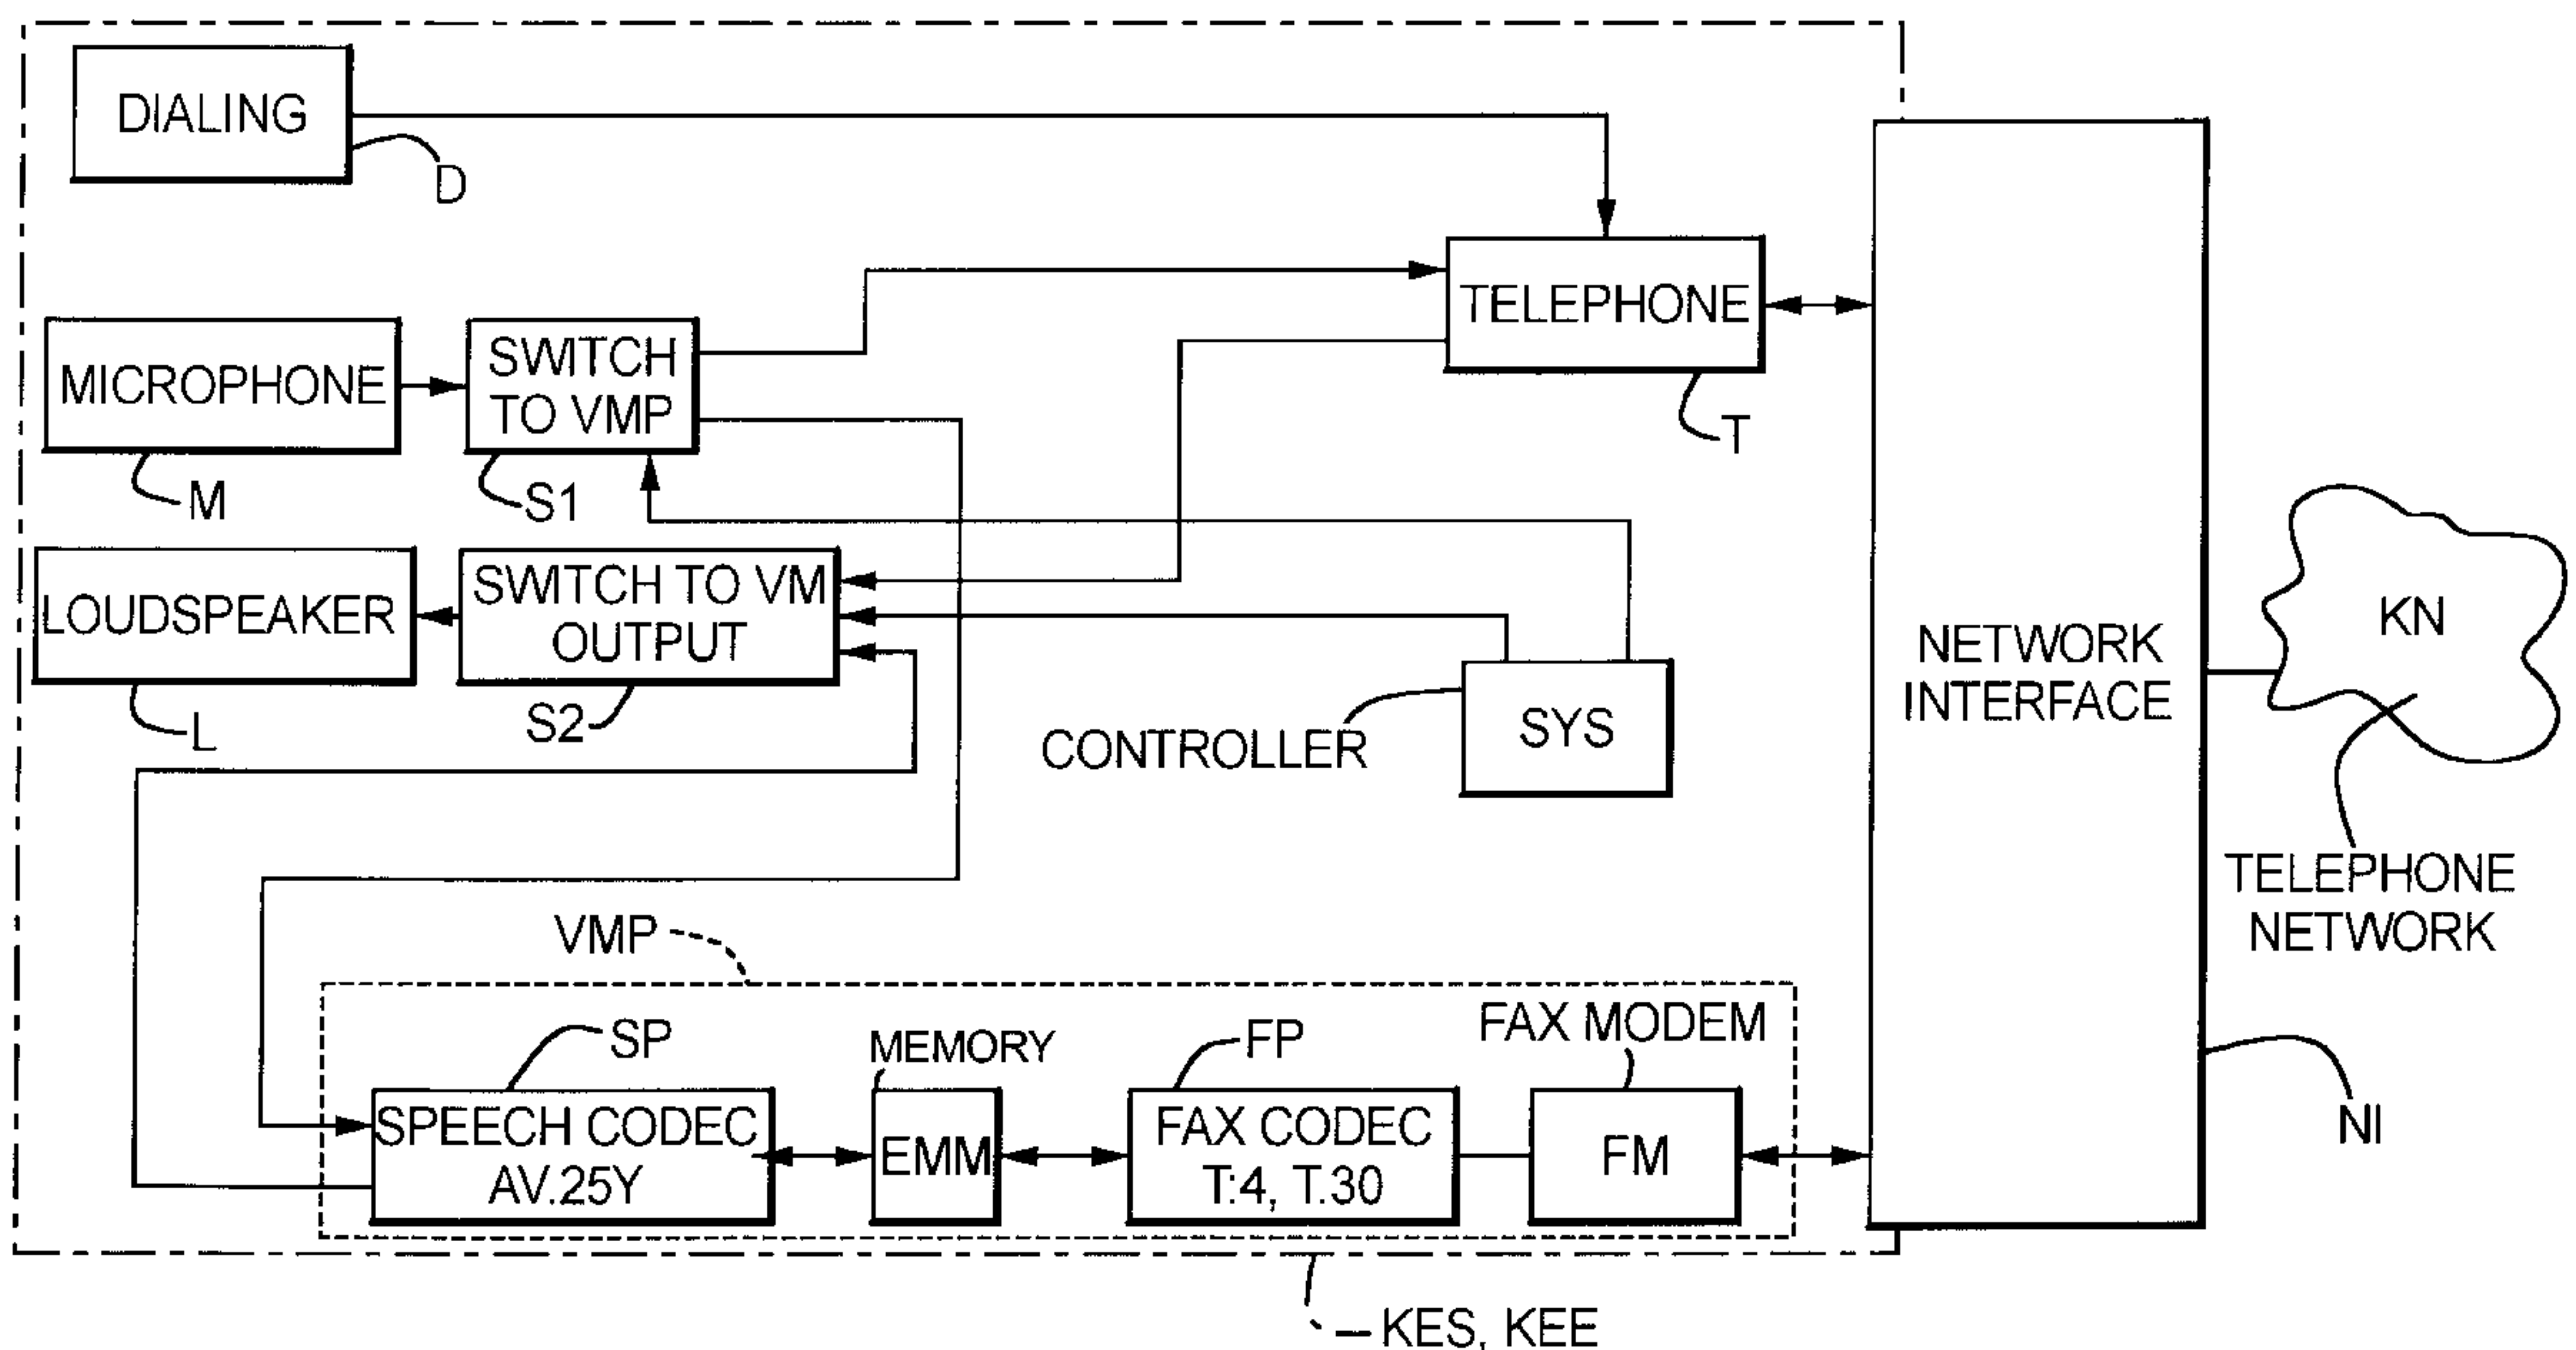 DIALING
D
TELEPHONE
T
MICROPHONE
M
SWITCH
TO VMP
S1
LOUDSPEAKER
L
SWITCH TO VM
OUTPUT
S2
CONTROLLER
SYS
NETWORK
INTERFACE
NI
KN
TELEPHONE
NETWORK
VMP
SP
SPEECH CODEC
AV.25Y
MEMORY
EMM
FP
FAX CODEC
T:4, T.30
FAX MODEM
FM
KES, KEE